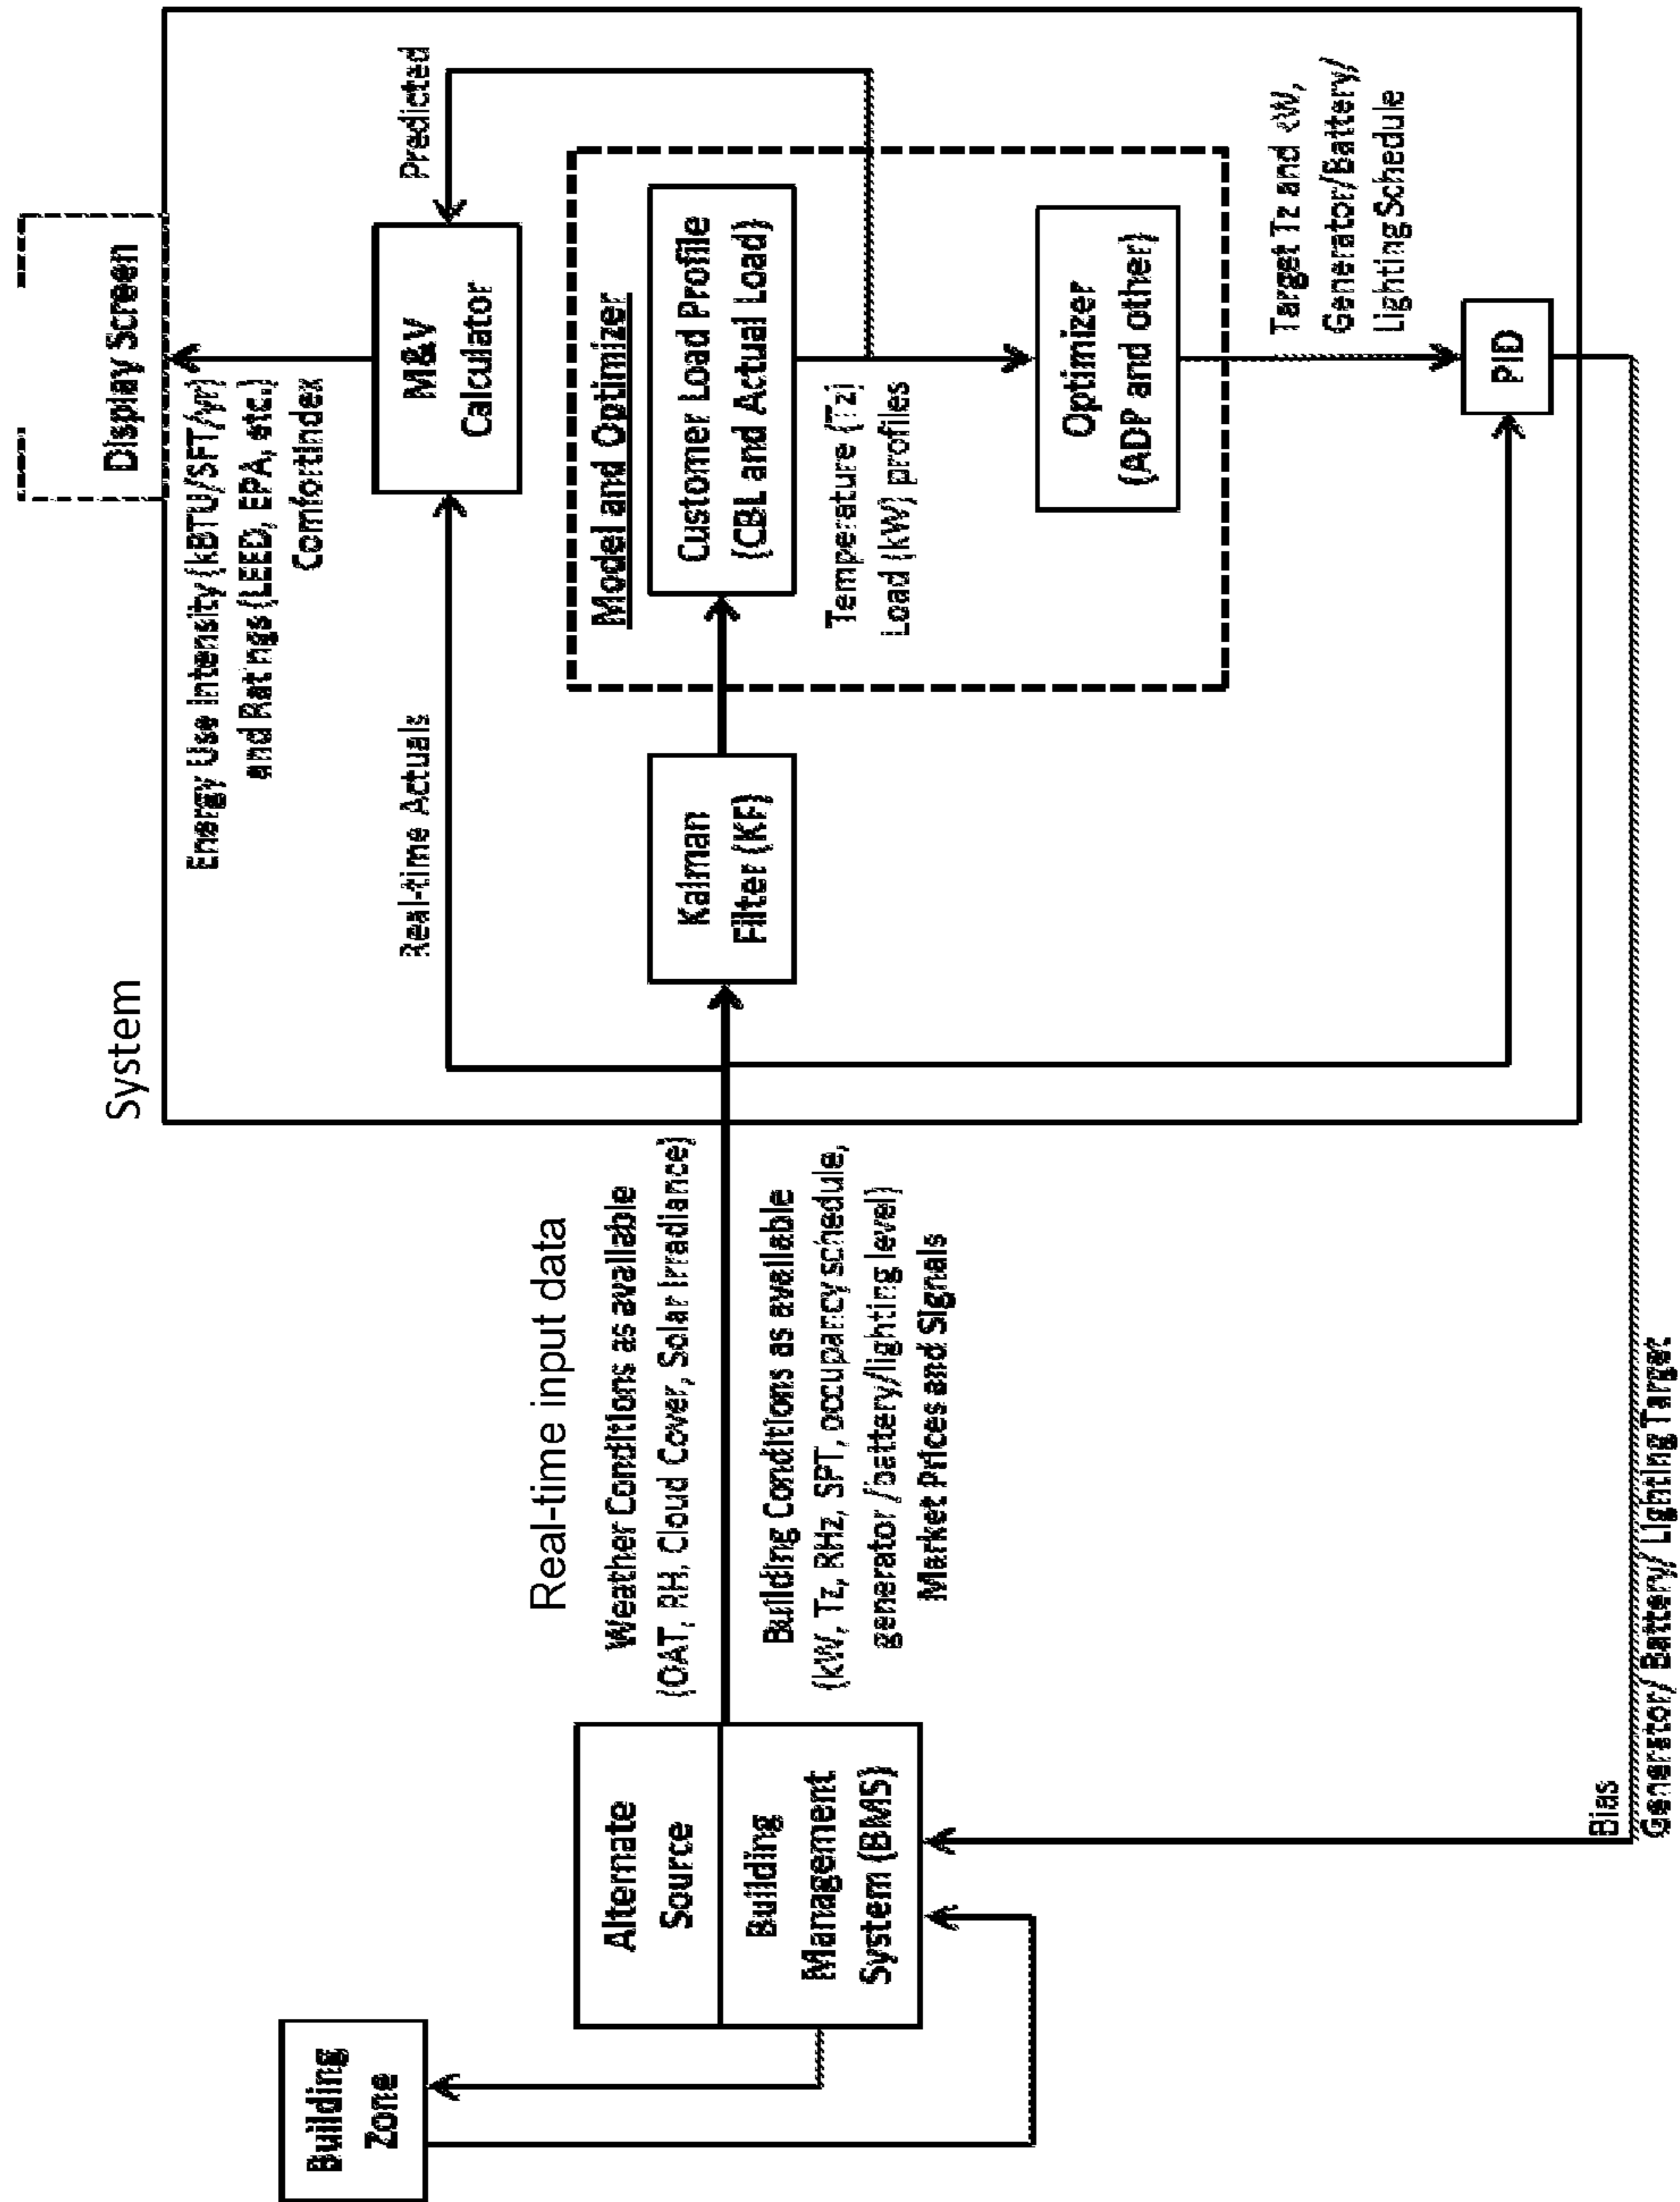 System
Display Screen
Energy Use Intensity (kBTU/SFT/yr)
and Ratings (LEED, EPA, etc.)
Comfort Index
Real-time Actuals
Predicted
M&V
Calculator
Real-time input data
Weather Conditions as available
(OAT, RH, Cloud Cover, Solar Irradiance)
Building Conditions as available
(kW, Tz, RHz, SPT, occupancy schedule,
generator /battery/lighting level)
Market Prices and Signals
Building
Zone
Alternate
Source
Building
Management
System (BMS)
Kalman
Filter (KF)
Model and Optimizer
Customer Load Profile
(CBL and Actual Load)
Temperature (Tz)
Load (kW) profiles
Optimizer
(ADP and other)
Target Tz and kW,
Generator/Battery/
Lighting Schedule
PID
Bias
Generator/ Battery/ Lighting Target